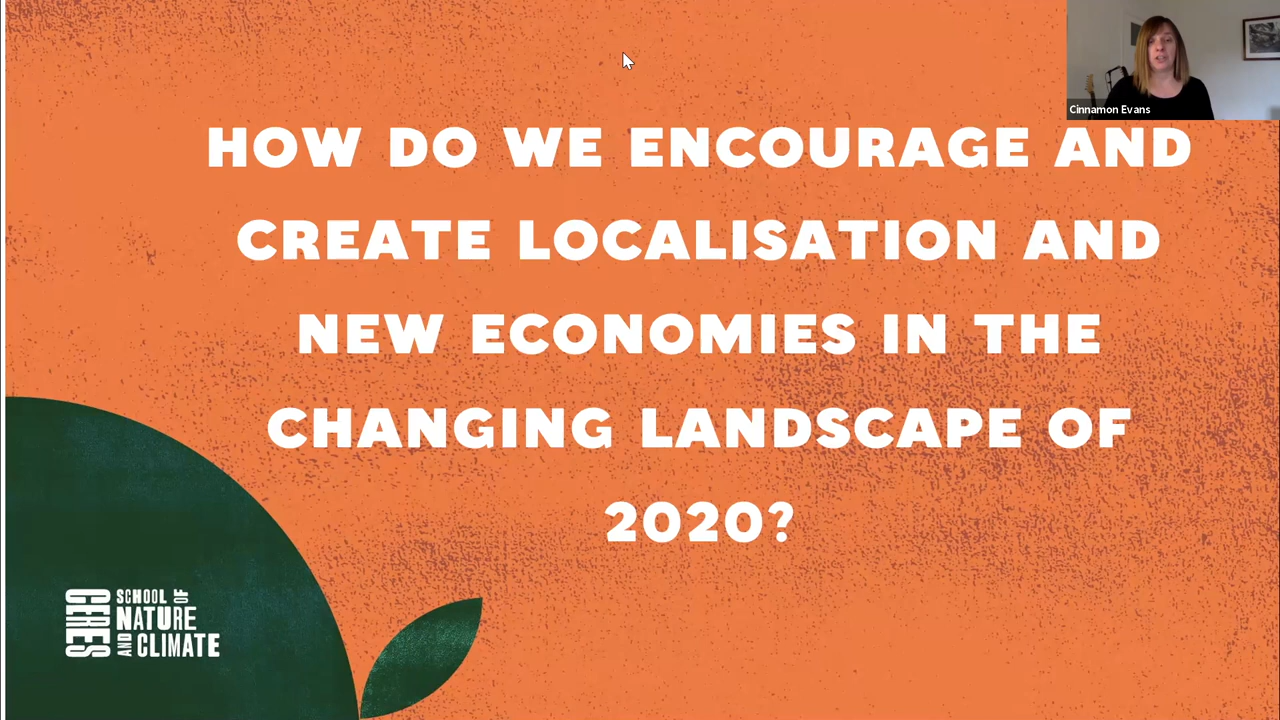 Cinnamon Evans
HOW DO WE ENCOURAGE AND
CREATE LOCALISATION AND
NEW ECONOMIES IN THE
CHANGING LANDSCAPE OF
2020?
CERES
SCHOOL OF
NATURE
AND CLIMATE